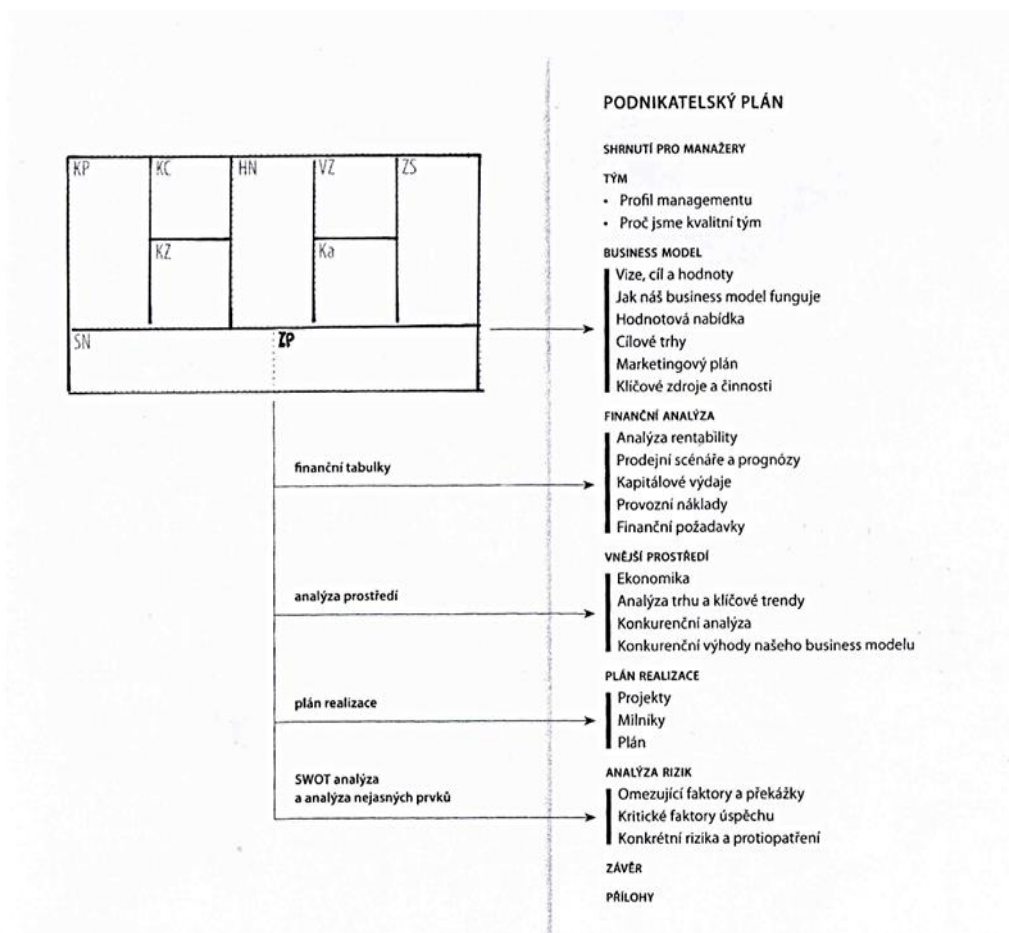 KP
KČ
HN
VZ
ZS
KZ
Ka
SN
ZP
finanční tabulky
analýza prostředí
plán realizace
SWOT analýza
a analýza nejasných prvků
PODNIKATELSKÝ PLÁN
SHRNUTÍ PRO MANAŽERY
TÝM
• Profil managementu
• Proč jsme kvalitní tým
BUSINESS MODEL
Vize, cíl a hodnoty
Jak náš business model funguje
Hodnotová nabídka
Cílové trhy
Marketingový plán
Klíčové zdroje a činnosti
FINANČNÍ ANALÝZA
Analýza rentability
Prodejní scénáře a prognózy
Kapitálové výdaje
Provozní náklady
Finanční požadavky
VNĚJŠÍ PROSTŘEDÍ
Ekonomika
Analýza trhu a klíčové trendy
Konkurenční analýza
Konkurenční výhody našeho business modelu
PLÁN REALIZACE
Projekty
Milníky
Plán
ANALÝZA RIZIK
Omezující faktory a překážky
Kritické faktory úspěchu
Konkrétní rizika a protiopatření
ZÁVĚR
PŘÍLOHY